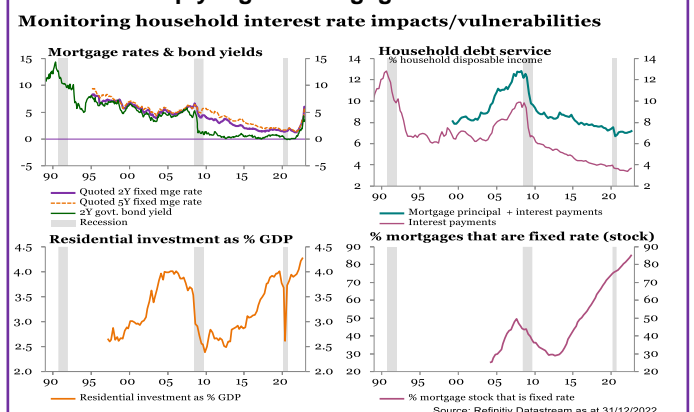 Monitoring household interest rate impacts/vulnerabilities
Mortgage rates & bond yields
15 15
10 10
5 5
0 0
-5 -5
90 95 00 05 10 15 20
Quoted 2Y fixed mge rate
Quoted 5Y fixed mge rate
2Y govt. bond yield
Recession
Household debt service
% household disposable income
14 14
12 12
10 10
8 8
6 6
4 4
2 2
90 95 00 05 10 15 20
Mortgage principal + interest payments
Interest payments
Residential investment as % GDP
4.5 4.5
4.0 4.0
3.5 3.5
3.0 3.0
2.5 2.5
2.0 2.0
90 95 00 05 10 15 20
Residential investment as % GDP
% mortgages that are fixed rate (stock)
90 90
80 80
70 70
60 60
50 50
40 40
30 30
20 20
90 95 00 05 10 15 20
% mortgage stock that is fixed rate
Source: Refinitiv Datastream as at 31/12/2022